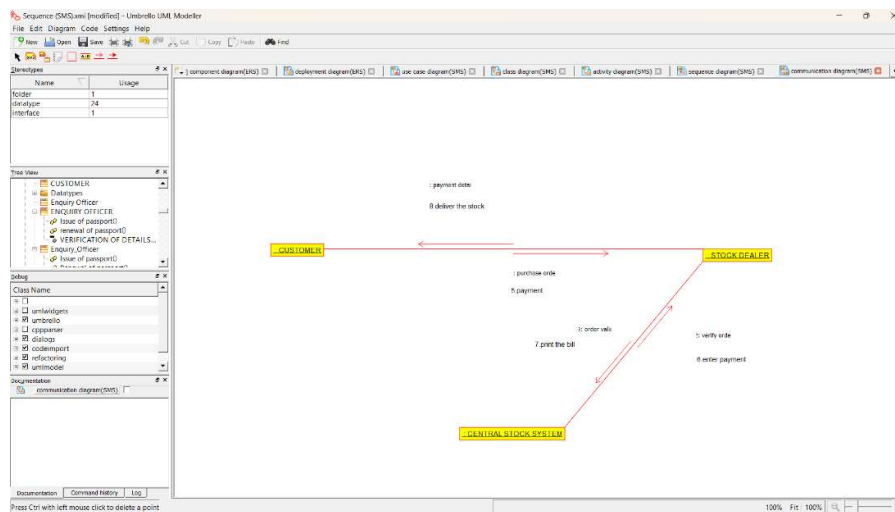 Sequence (SMS).xmi [modified] – Umbrello UML Modeller
File Edit Diagram Code Settings Help
New Open Save Cut Copy Paste Find
Stereotypes
Name Usage
folder 1
datatype 24
interface 1
) component diagram(ERS) deployment diagram(ERS) use case diagram(SMS) class diagram(SMS) activity diagram(SMS) sequence diagram(SMS) communication diagram(SMS)
Tree View
CUSTOMER
Datatypes
Enquiry Officer
ENQUIRY OFFICER
Issue of passport()
renewal of passport()
VERIFICATION OF DETAILS...
Enquiry_Officer
Issue of passport()
Debug
Class Name
umlwidgets
umbrello
cppparser
dialogs
codeimport
refactoring
umlmodel
Documentation
communication diagram(SMS)
Documentation Command history Log
Press Ctrl with left mouse click to delete a point
: payment detai
8.deliver the stock
: CUSTOMER
: STOCK DEALER
: purchase orde
5.payment
: order valk
7.print the bill
: verify orde
6.enter payment
: CENTRAL STOCK SYSTEM
100% Fit 100%